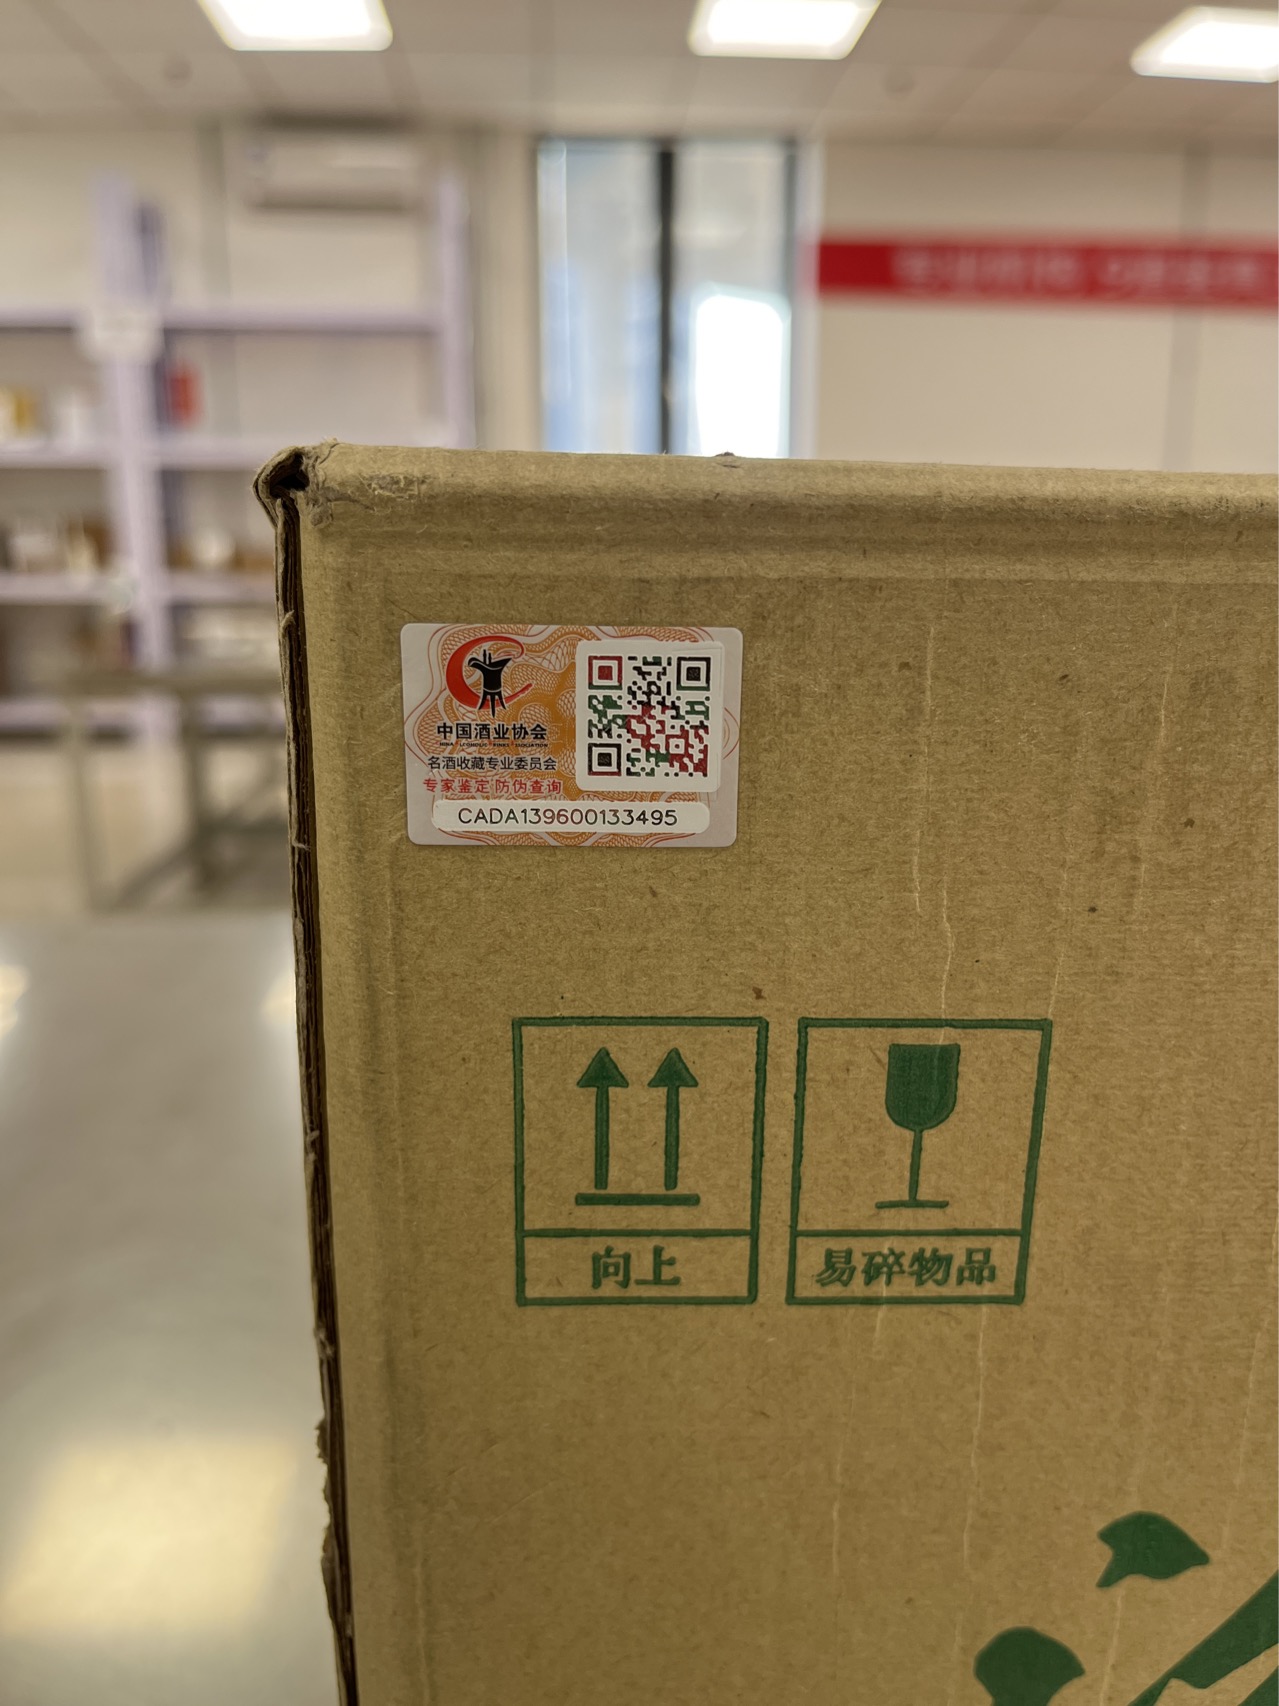 中国酒业协会
名酒收藏专业委员会
专家鉴定 防伪查询
CADA139600133495
向上
易碎物品